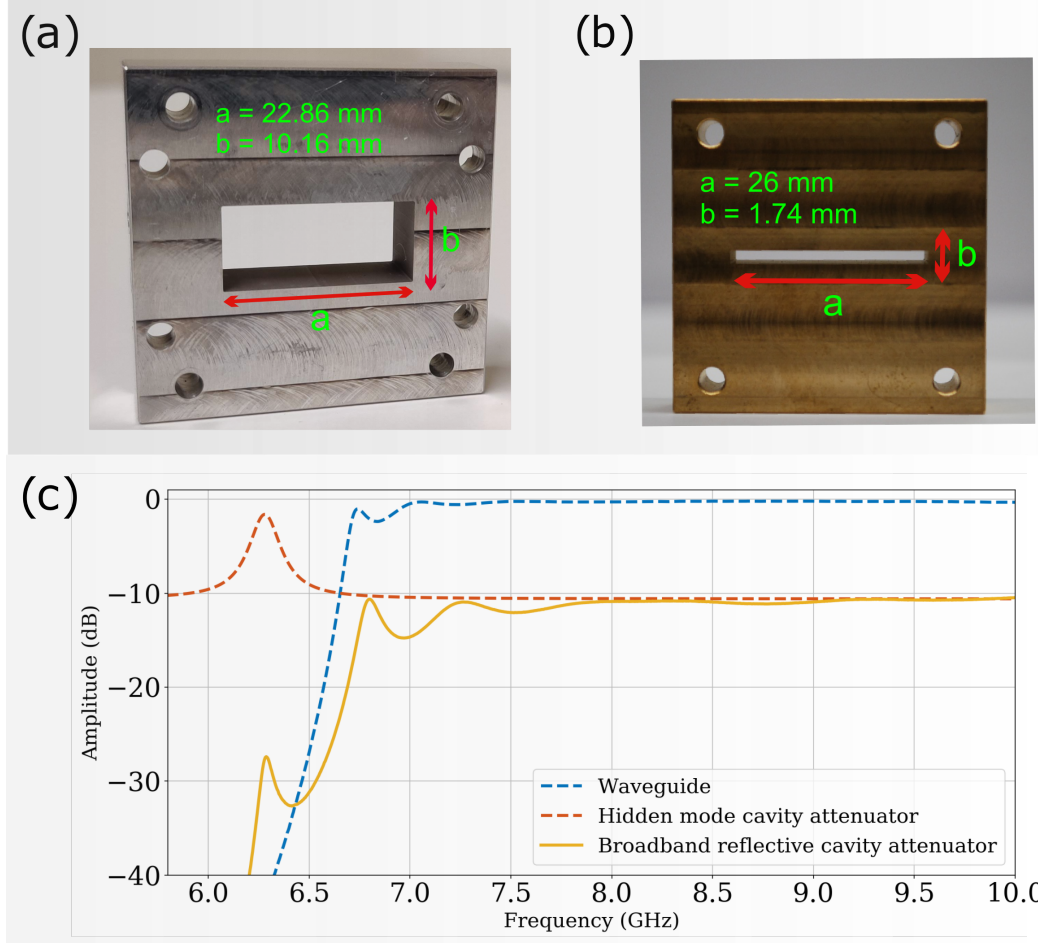 (a)
a = 22.86 mm
b = 10.16 mm
b
a
(b)
a = 26 mm
b = 1.74 mm
b
a
(c)
0
−10
−20
−30
−40
Amplitude (dB)
6.0 6.5 7.0 7.5 8.0 8.5 9.0 9.5 10.0
Frequency (GHz)
Waveguide
Hidden mode cavity attenuator
Broadband reflective cavity attenuator